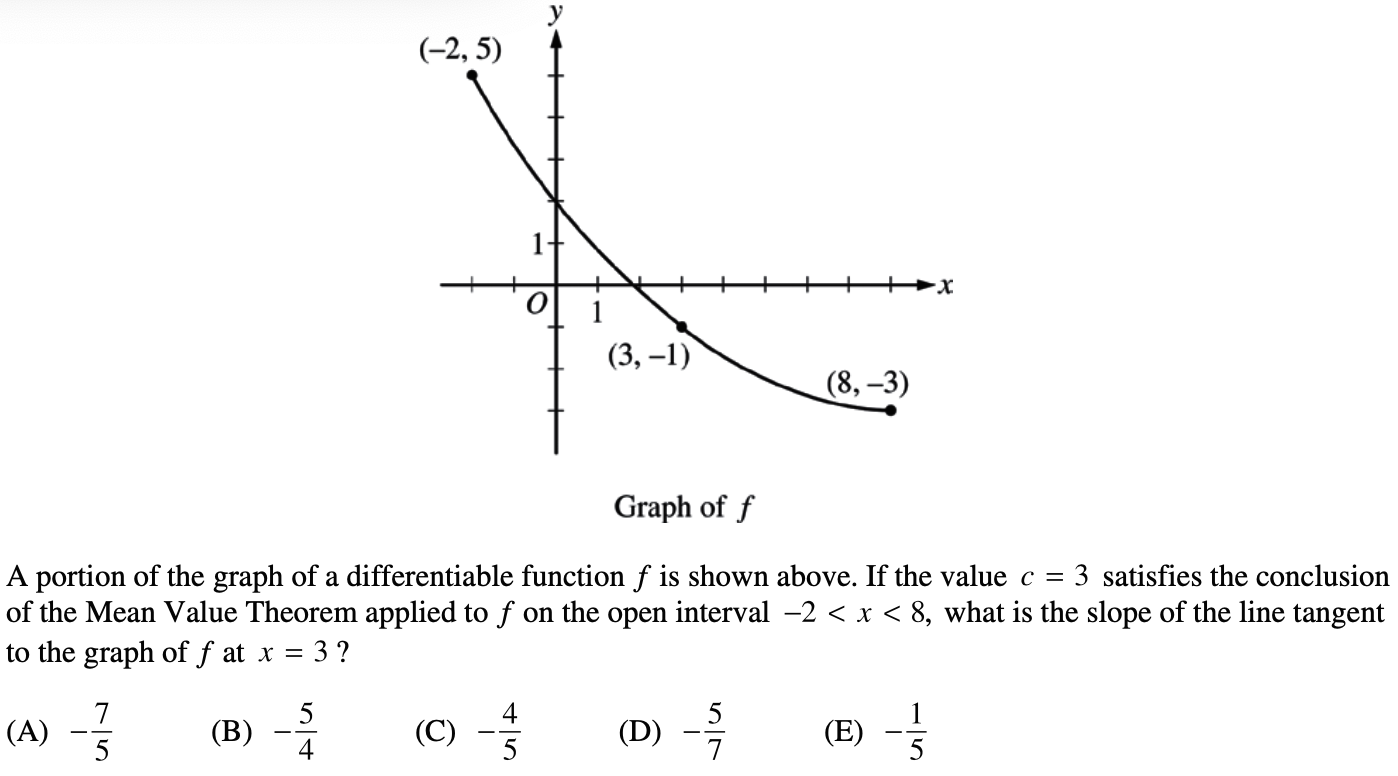 y
(–2, 5)
1
O
1
x
(3, –1)
(8, –3)
Graph of f
A portion of the graph of a differentiable function f is shown above. If the value c = 3 satisfies the conclusion
of the Mean Value Theorem applied to f on the open interval –2 < x < 8, what is the slope of the line tangent
to the graph of f at x = 3 ?
(A) –7/5 (B) –5/4 (C) –4/5 (D) –5/7 (E) –1/5